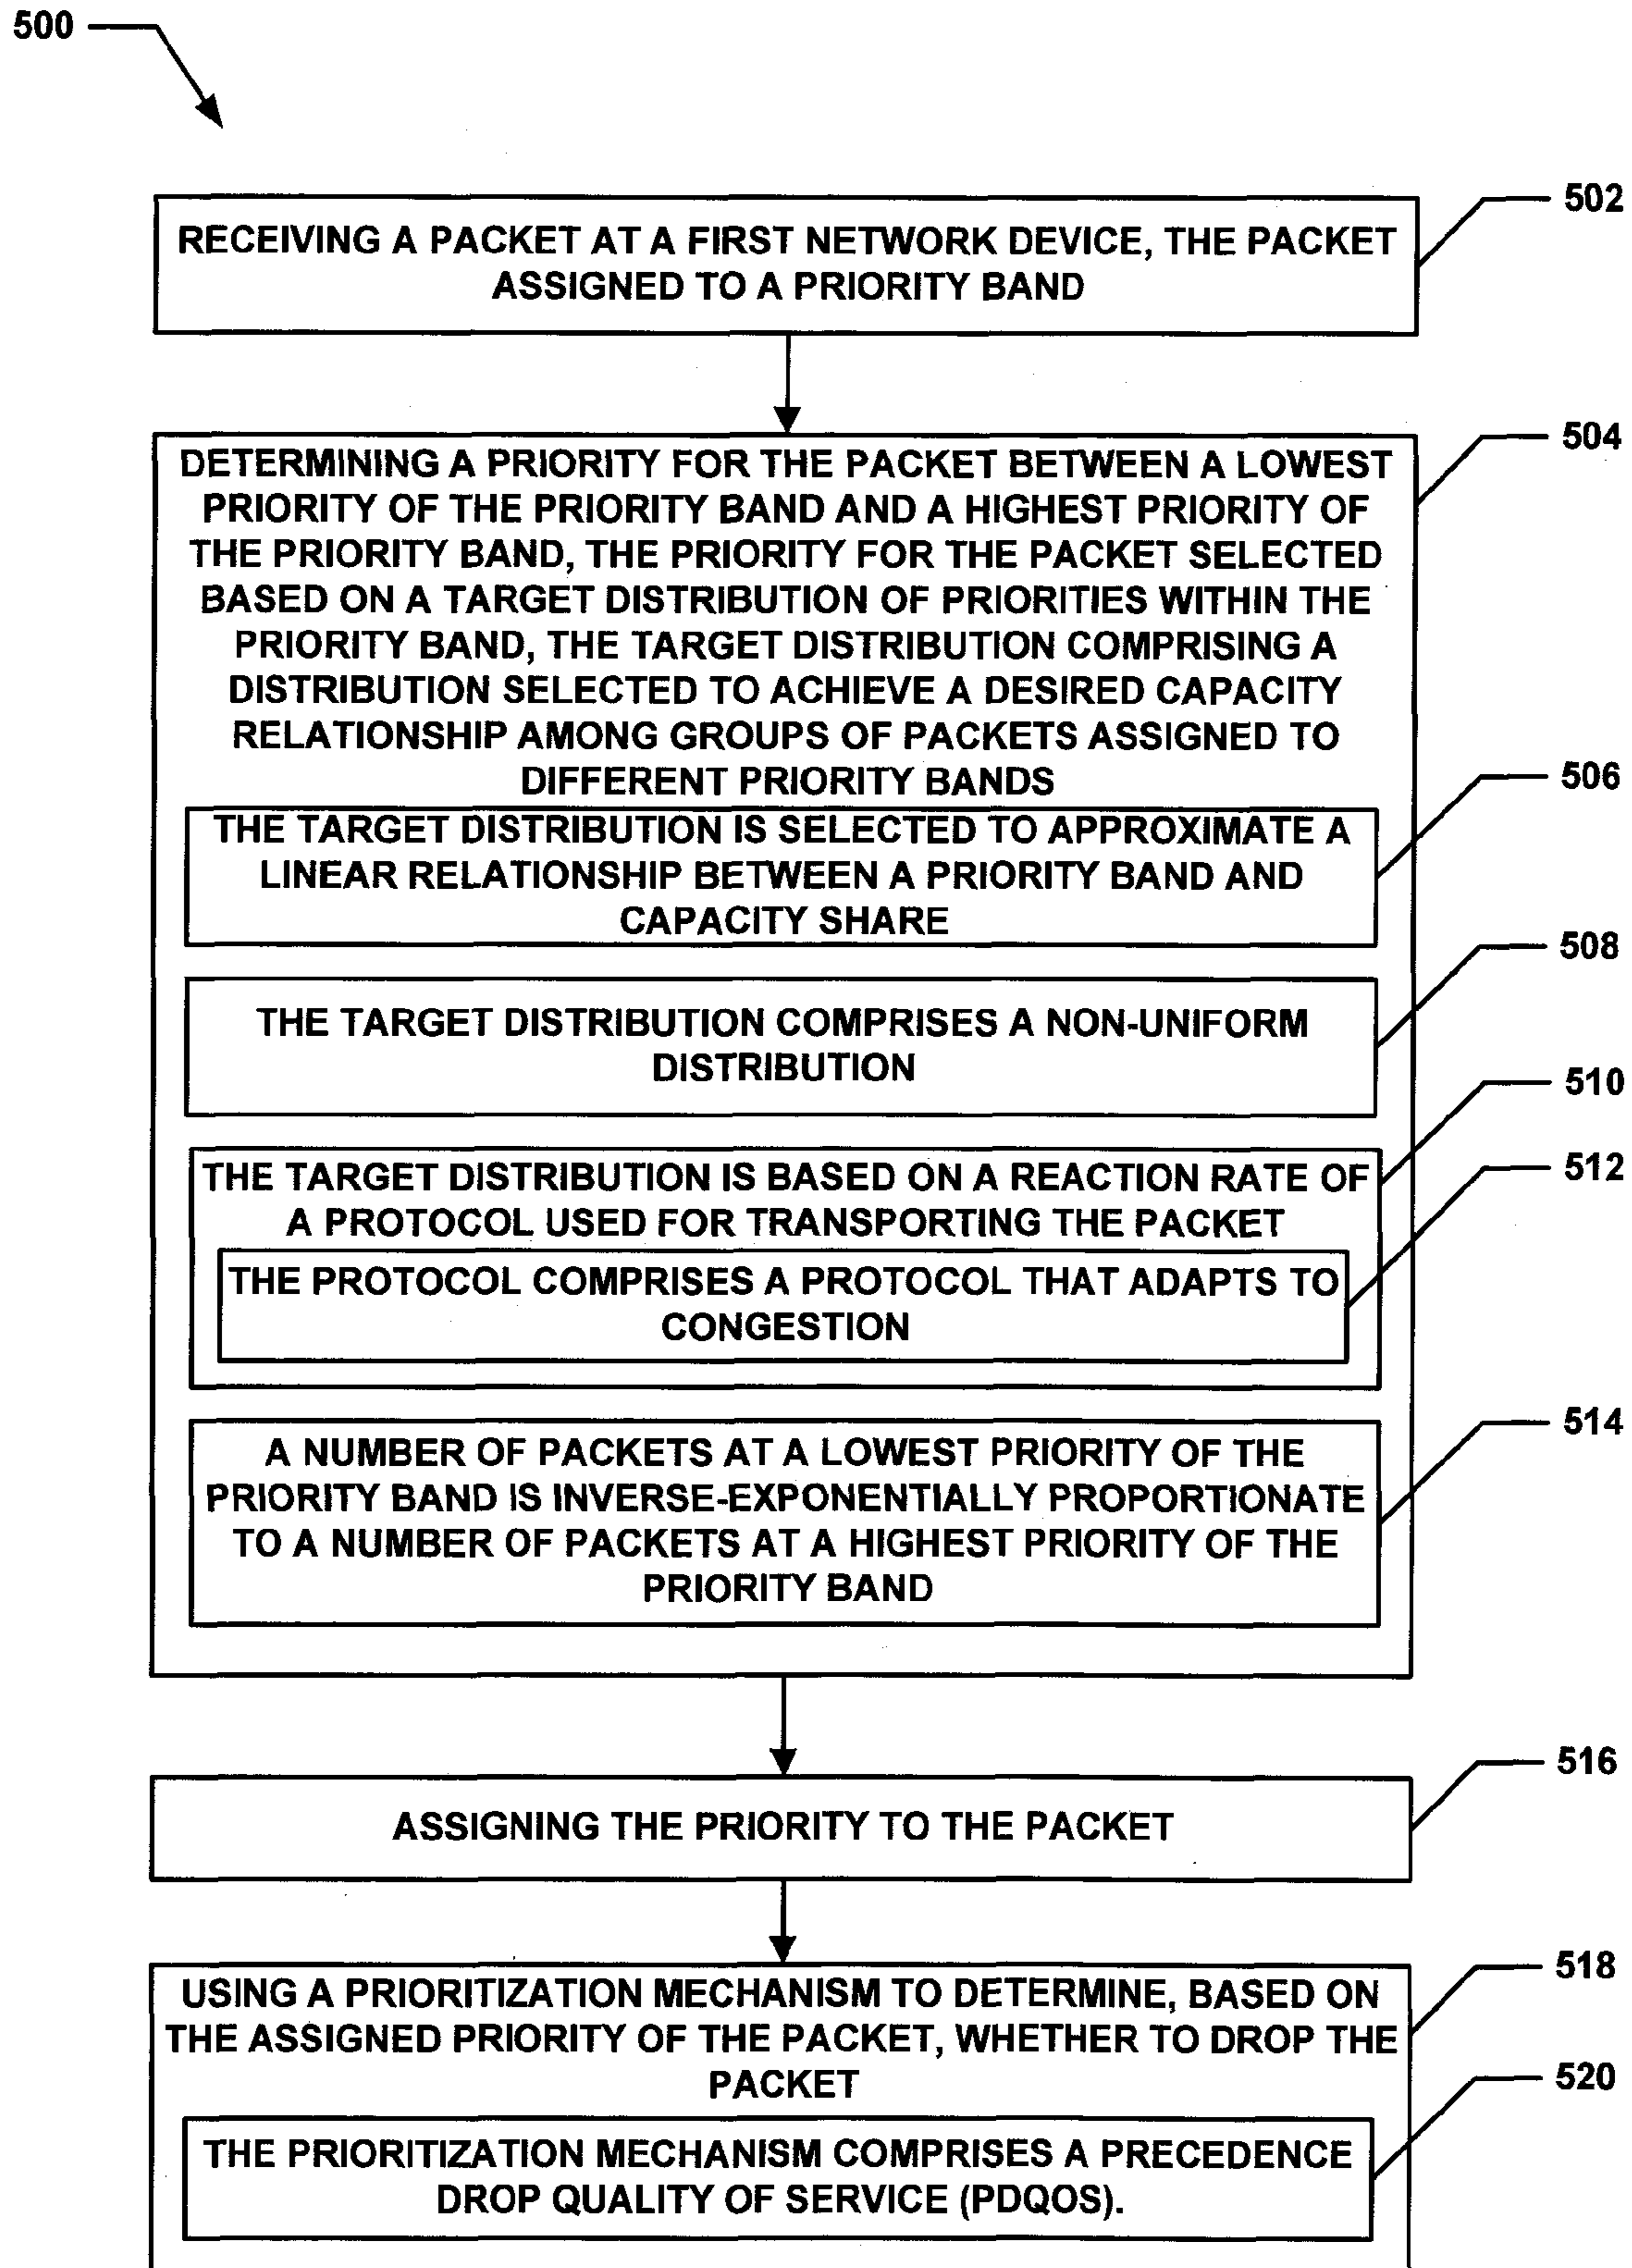 500
502
RECEIVING A PACKET AT A FIRST NETWORK DEVICE, THE PACKET
ASSIGNED TO A PRIORITY BAND
504
DETERMINING A PRIORITY FOR THE PACKET BETWEEN A LOWEST
PRIORITY OF THE PRIORITY BAND AND A HIGHEST PRIORITY OF
THE PRIORITY BAND, THE PRIORITY FOR THE PACKET SELECTED
BASED ON A TARGET DISTRIBUTION OF PRIORITIES WITHIN THE
PRIORITY BAND, THE TARGET DISTRIBUTION COMPRISING A
DISTRIBUTION SELECTED TO ACHIEVE A DESIRED CAPACITY
RELATIONSHIP AMONG GROUPS OF PACKETS ASSIGNED TO
DIFFERENT PRIORITY BANDS
506
THE TARGET DISTRIBUTION IS SELECTED TO APPROXIMATE A
LINEAR RELATIONSHIP BETWEEN A PRIORITY BAND AND
CAPACITY SHARE
508
THE TARGET DISTRIBUTION COMPRISES A NON-UNIFORM
DISTRIBUTION
510
THE TARGET DISTRIBUTION IS BASED ON A REACTION RATE OF
A PROTOCOL USED FOR TRANSPORTING THE PACKET
512
THE PROTOCOL COMPRISES A PROTOCOL THAT ADAPTS TO
CONGESTION
514
A NUMBER OF PACKETS AT A LOWEST PRIORITY OF THE
PRIORITY BAND IS INVERSE-EXPONENTIALLY PROPORTIONATE
TO A NUMBER OF PACKETS AT A HIGHEST PRIORITY OF THE
PRIORITY BAND
516
ASSIGNING THE PRIORITY TO THE PACKET
518
USING A PRIORITIZATION MECHANISM TO DETERMINE, BASED ON
THE ASSIGNED PRIORITY OF THE PACKET, WHETHER TO DROP THE
PACKET
520
THE PRIORITIZATION MECHANISM COMPRISES A PRECEDENCE
DROP QUALITY OF SERVICE (PDQOS).